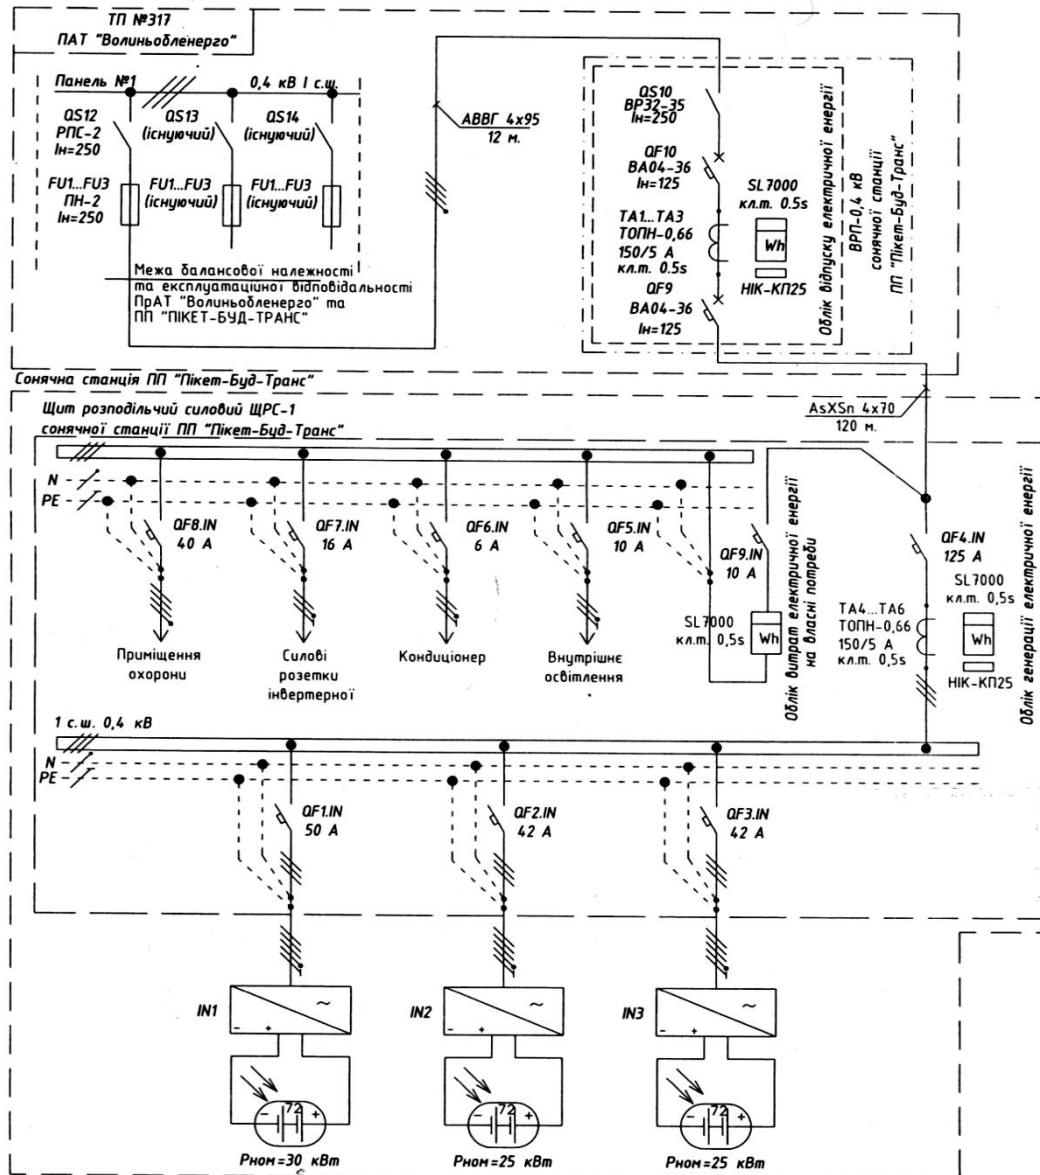 ТП №317
ПАТ "Волиньобленерго"
Панель №1
0,4 кВ I с.ш.
QS12
РПС-2
Iн=250
QS13
(існуючий)
QS14
(існуючий)
FU1...FU3
ПН-2
Iн=250
FU1...FU3
(існуючий)
FU1...FU3
(існуючий)
Межа балансової належності
та експлуатаційної відповідальності
ПрАТ "Волиньобленерго" та
ПП "ПІКЕТ-БУД-ТРАНС"
АВВГ 4х95
12 м.
QS10
ВР32-35
Iн=250
QF10
ВА04-36
Iн=125
ТА1...ТА3
ТОПН-0,66
150/5 А
кл.т. 0.5s
QF9
ВА04-36
Iн=125
SL7000
кл.т. 0.5s
Wh
НІК-КП25
Облік відпуску електричної енергії
ВРП-0,4 кВ
сонячної станції
ПП "Пікет-Буд-Транс"
Сонячна станція ПП "Пікет-Буд-Транс"
AsXSn 4x70
120 м.
Щит розподільчий силовий ЩРС-1
сонячної станції ПП "Пікет-Буд-Транс"
N
PE
QF8.IN
40 А
QF7.IN
16 А
QF6.IN
6 А
QF5.IN
10 А
QF9.IN
10 А
QF4.IN
125 А
Приміщення
охорони
Силові
розетки
інвертерної
Кондиціонер
Внутрішнє
освітлення
SL7000
кл.т. 0,5s
Wh
Облік витрат електричної енергії
на власні потреби
ТА4...ТА6
ТОПН-0,66
150/5 А
кл.т. 0,5s
SL7000
кл.т. 0,5s
Wh
НІК-КП25
Облік генерації електричної енергії
1 с.ш. 0,4 кВ
N
PE
QF1.IN
50 А
QF2.IN
42 А
QF3.IN
42 А
IN1
~
- +
IN2
~
- +
IN3
~
- +
- 72 +
- 72 +
- 72 +
Рном=30 кВт
Рном=25 кВт
Рном=25 кВт